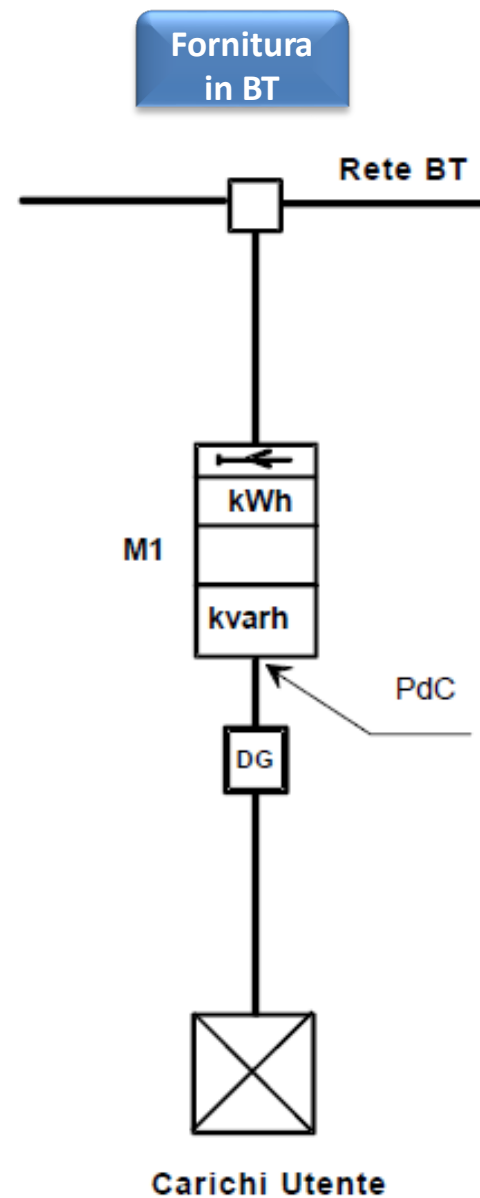 Fornitura
in BT
Rete BT
kWh
M1
kvarh
PdC
DG
Carichi Utente